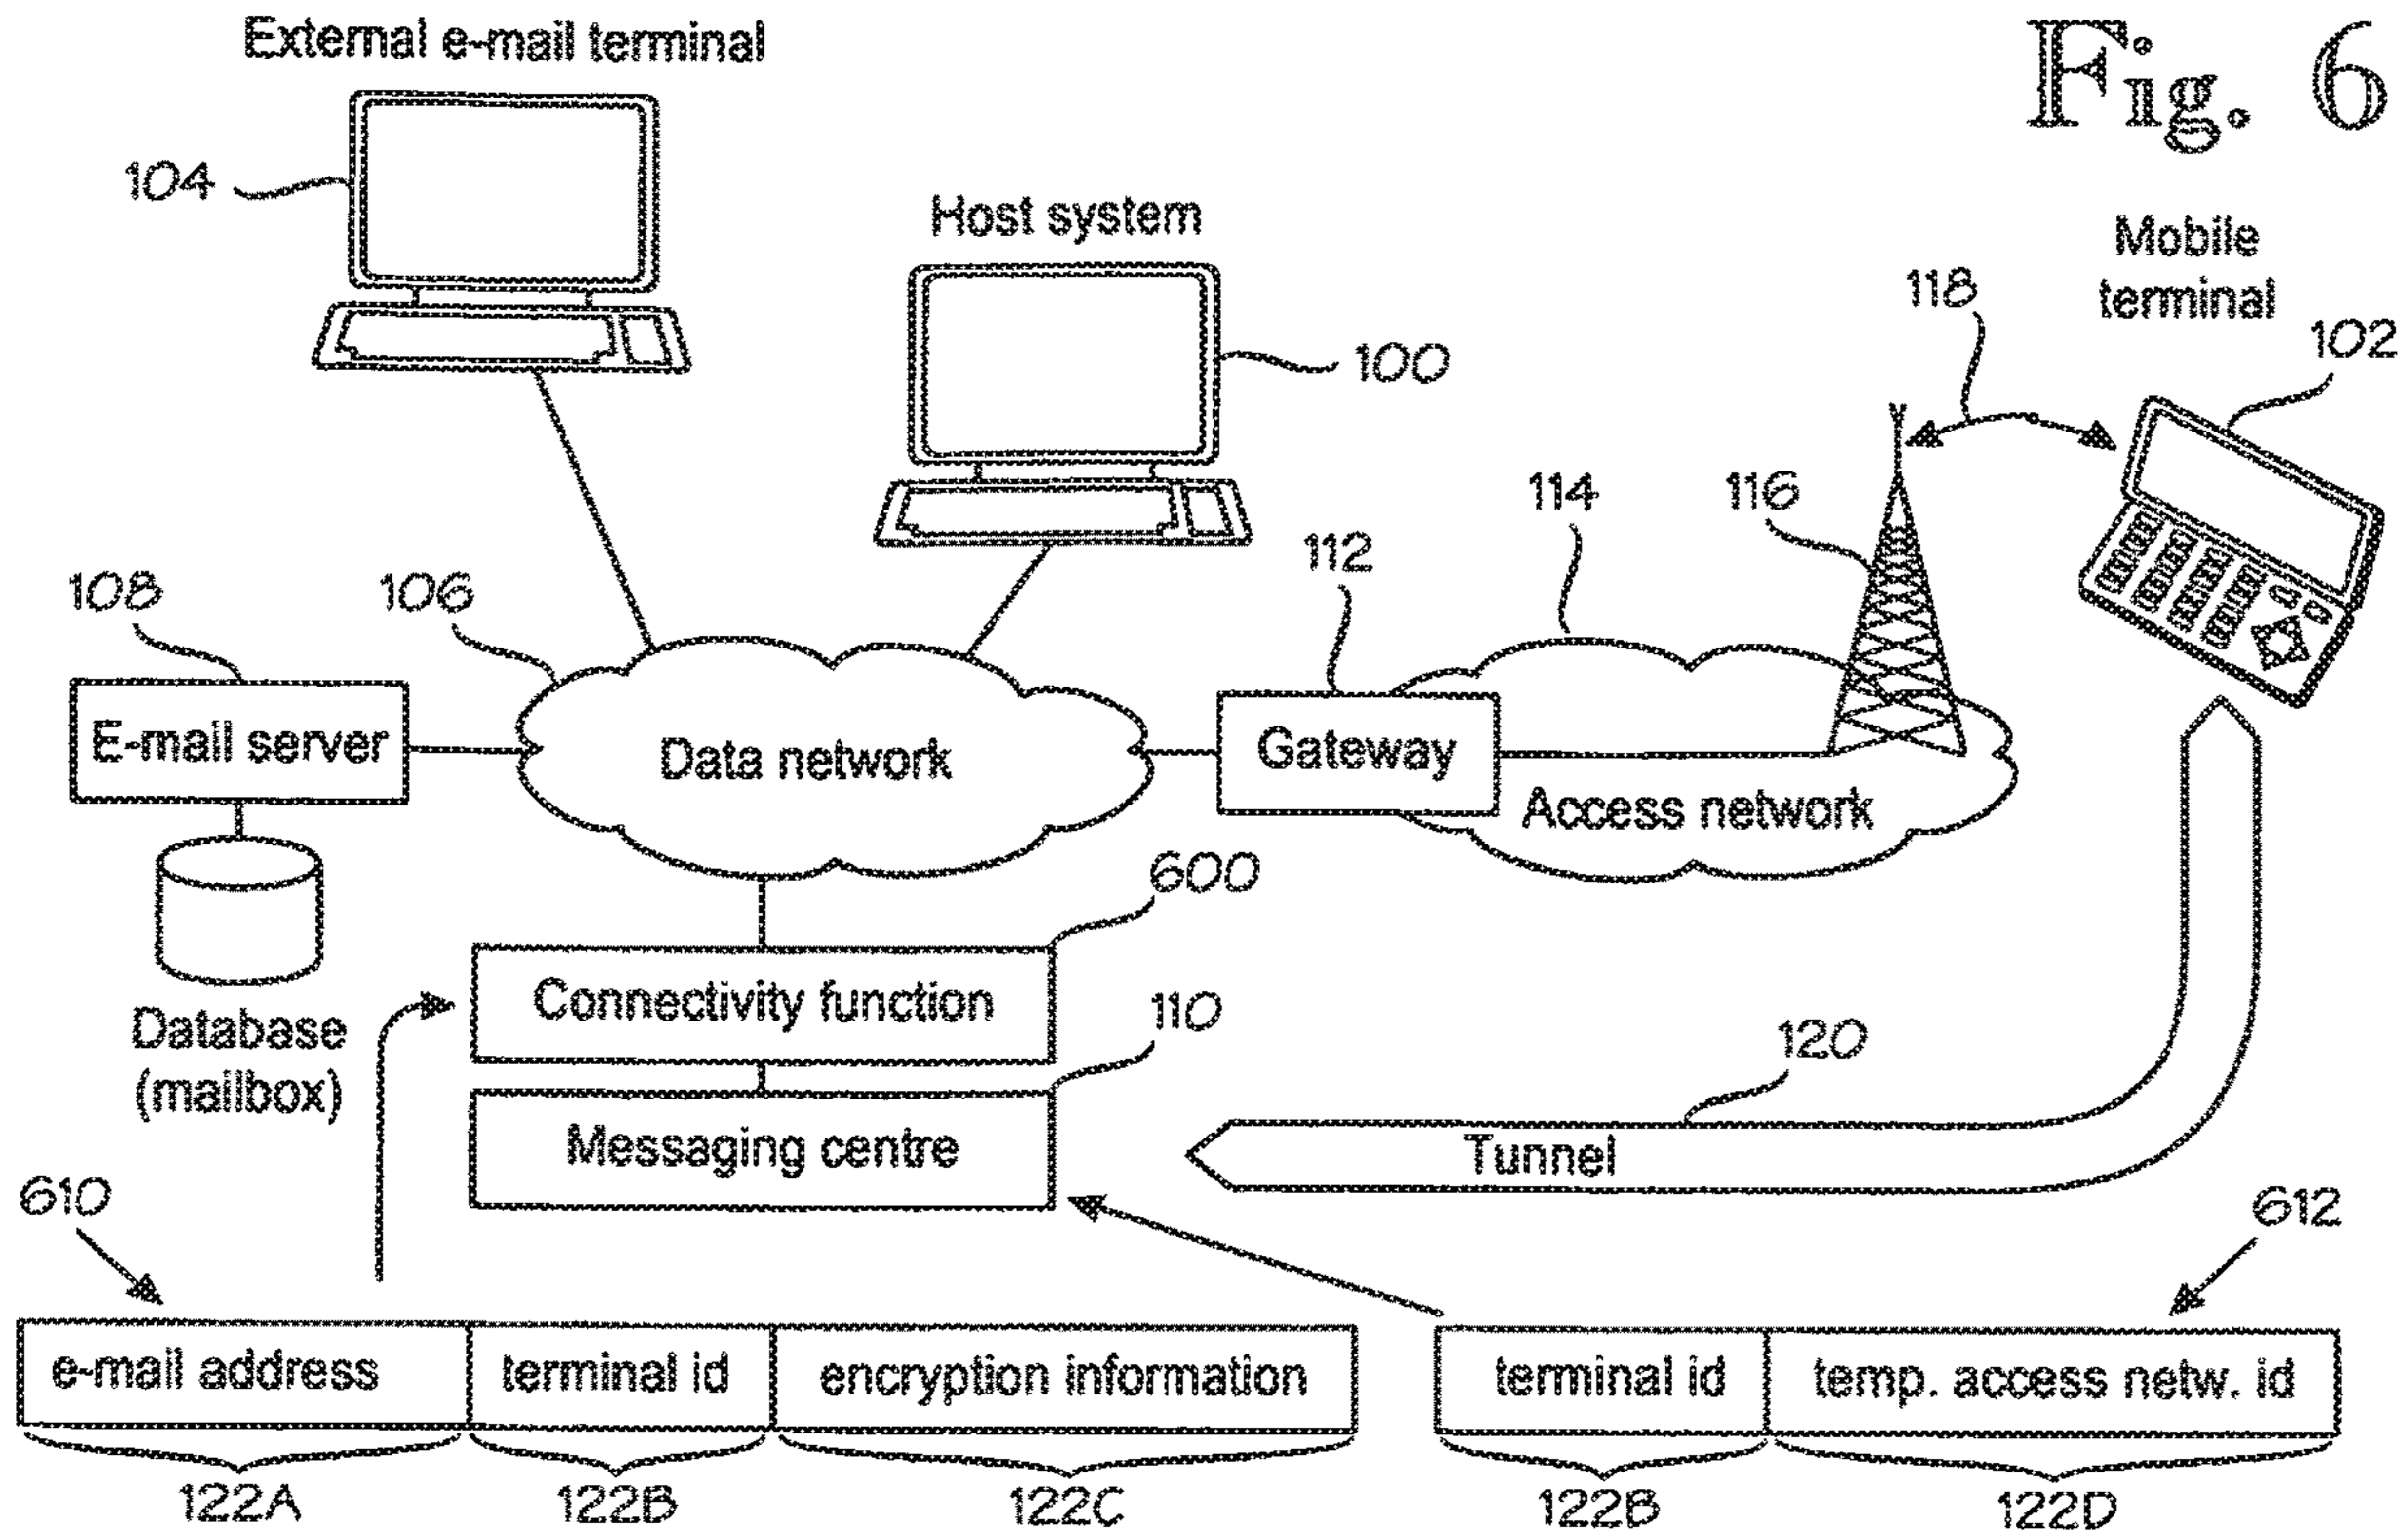 Fig. 6
External e-mail terminal
104
Host system
100
Mobile
terminal
118
102
114
116
112
108
106
E-mail server
Data network
Gateway
Access network
600
Connectivity function
110
Database
(mailbox)
Messaging centre
120
Tunnel
610
612
e-mail address
terminal id
encryption information
terminal id
temp. access netw. id
122A
122B
122C
122B
122D